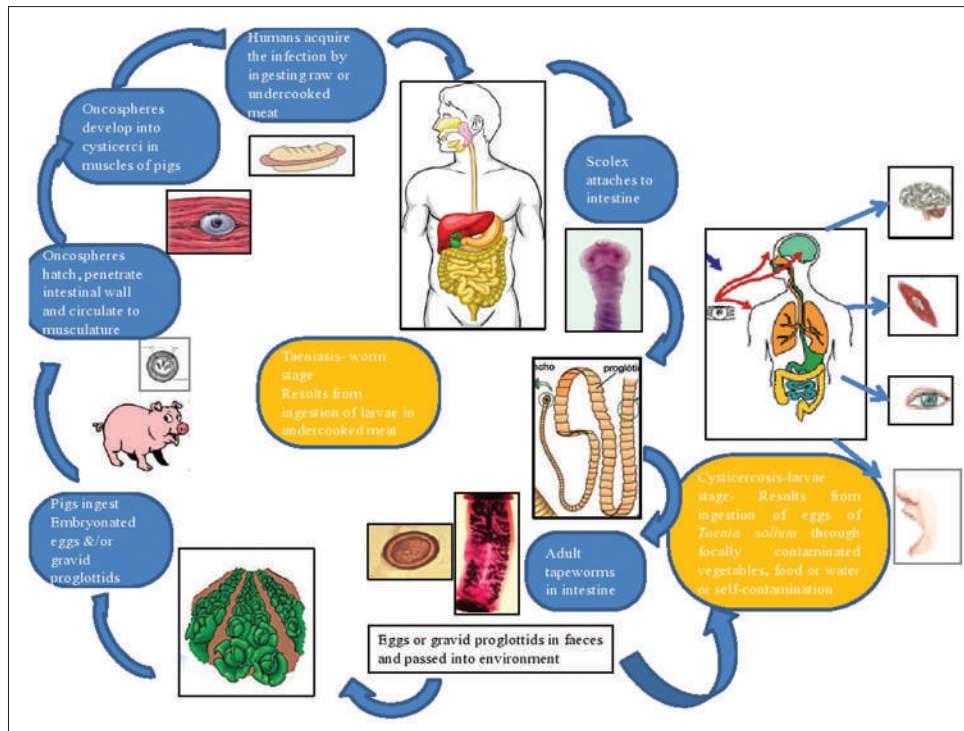 Humans acquire
the infection by
ingesting raw or
undercooked
meat
Oncospheres
develop into
cysticerci in
muscles of pigs
Scolex
attaches to
intestine
Oncospheres
hatch, penetrate
intestinal wall
and circulate to
musculature
Taeniasis- worm
stage
Results from
ingestion of larvae in
undercooked meat
ncho
proglóti
Pigs ingest
Embryonated
eggs &/or
gravid
proglottids
Cysticercosis-larvae
stage- Results from
ingestion of eggs of
Taenia solium through
focally contaminated
vegetables, food or water
or self-contamination
Adult
tapeworms
in intestine
Eggs or gravid proglottids in faeces
and passed into environment